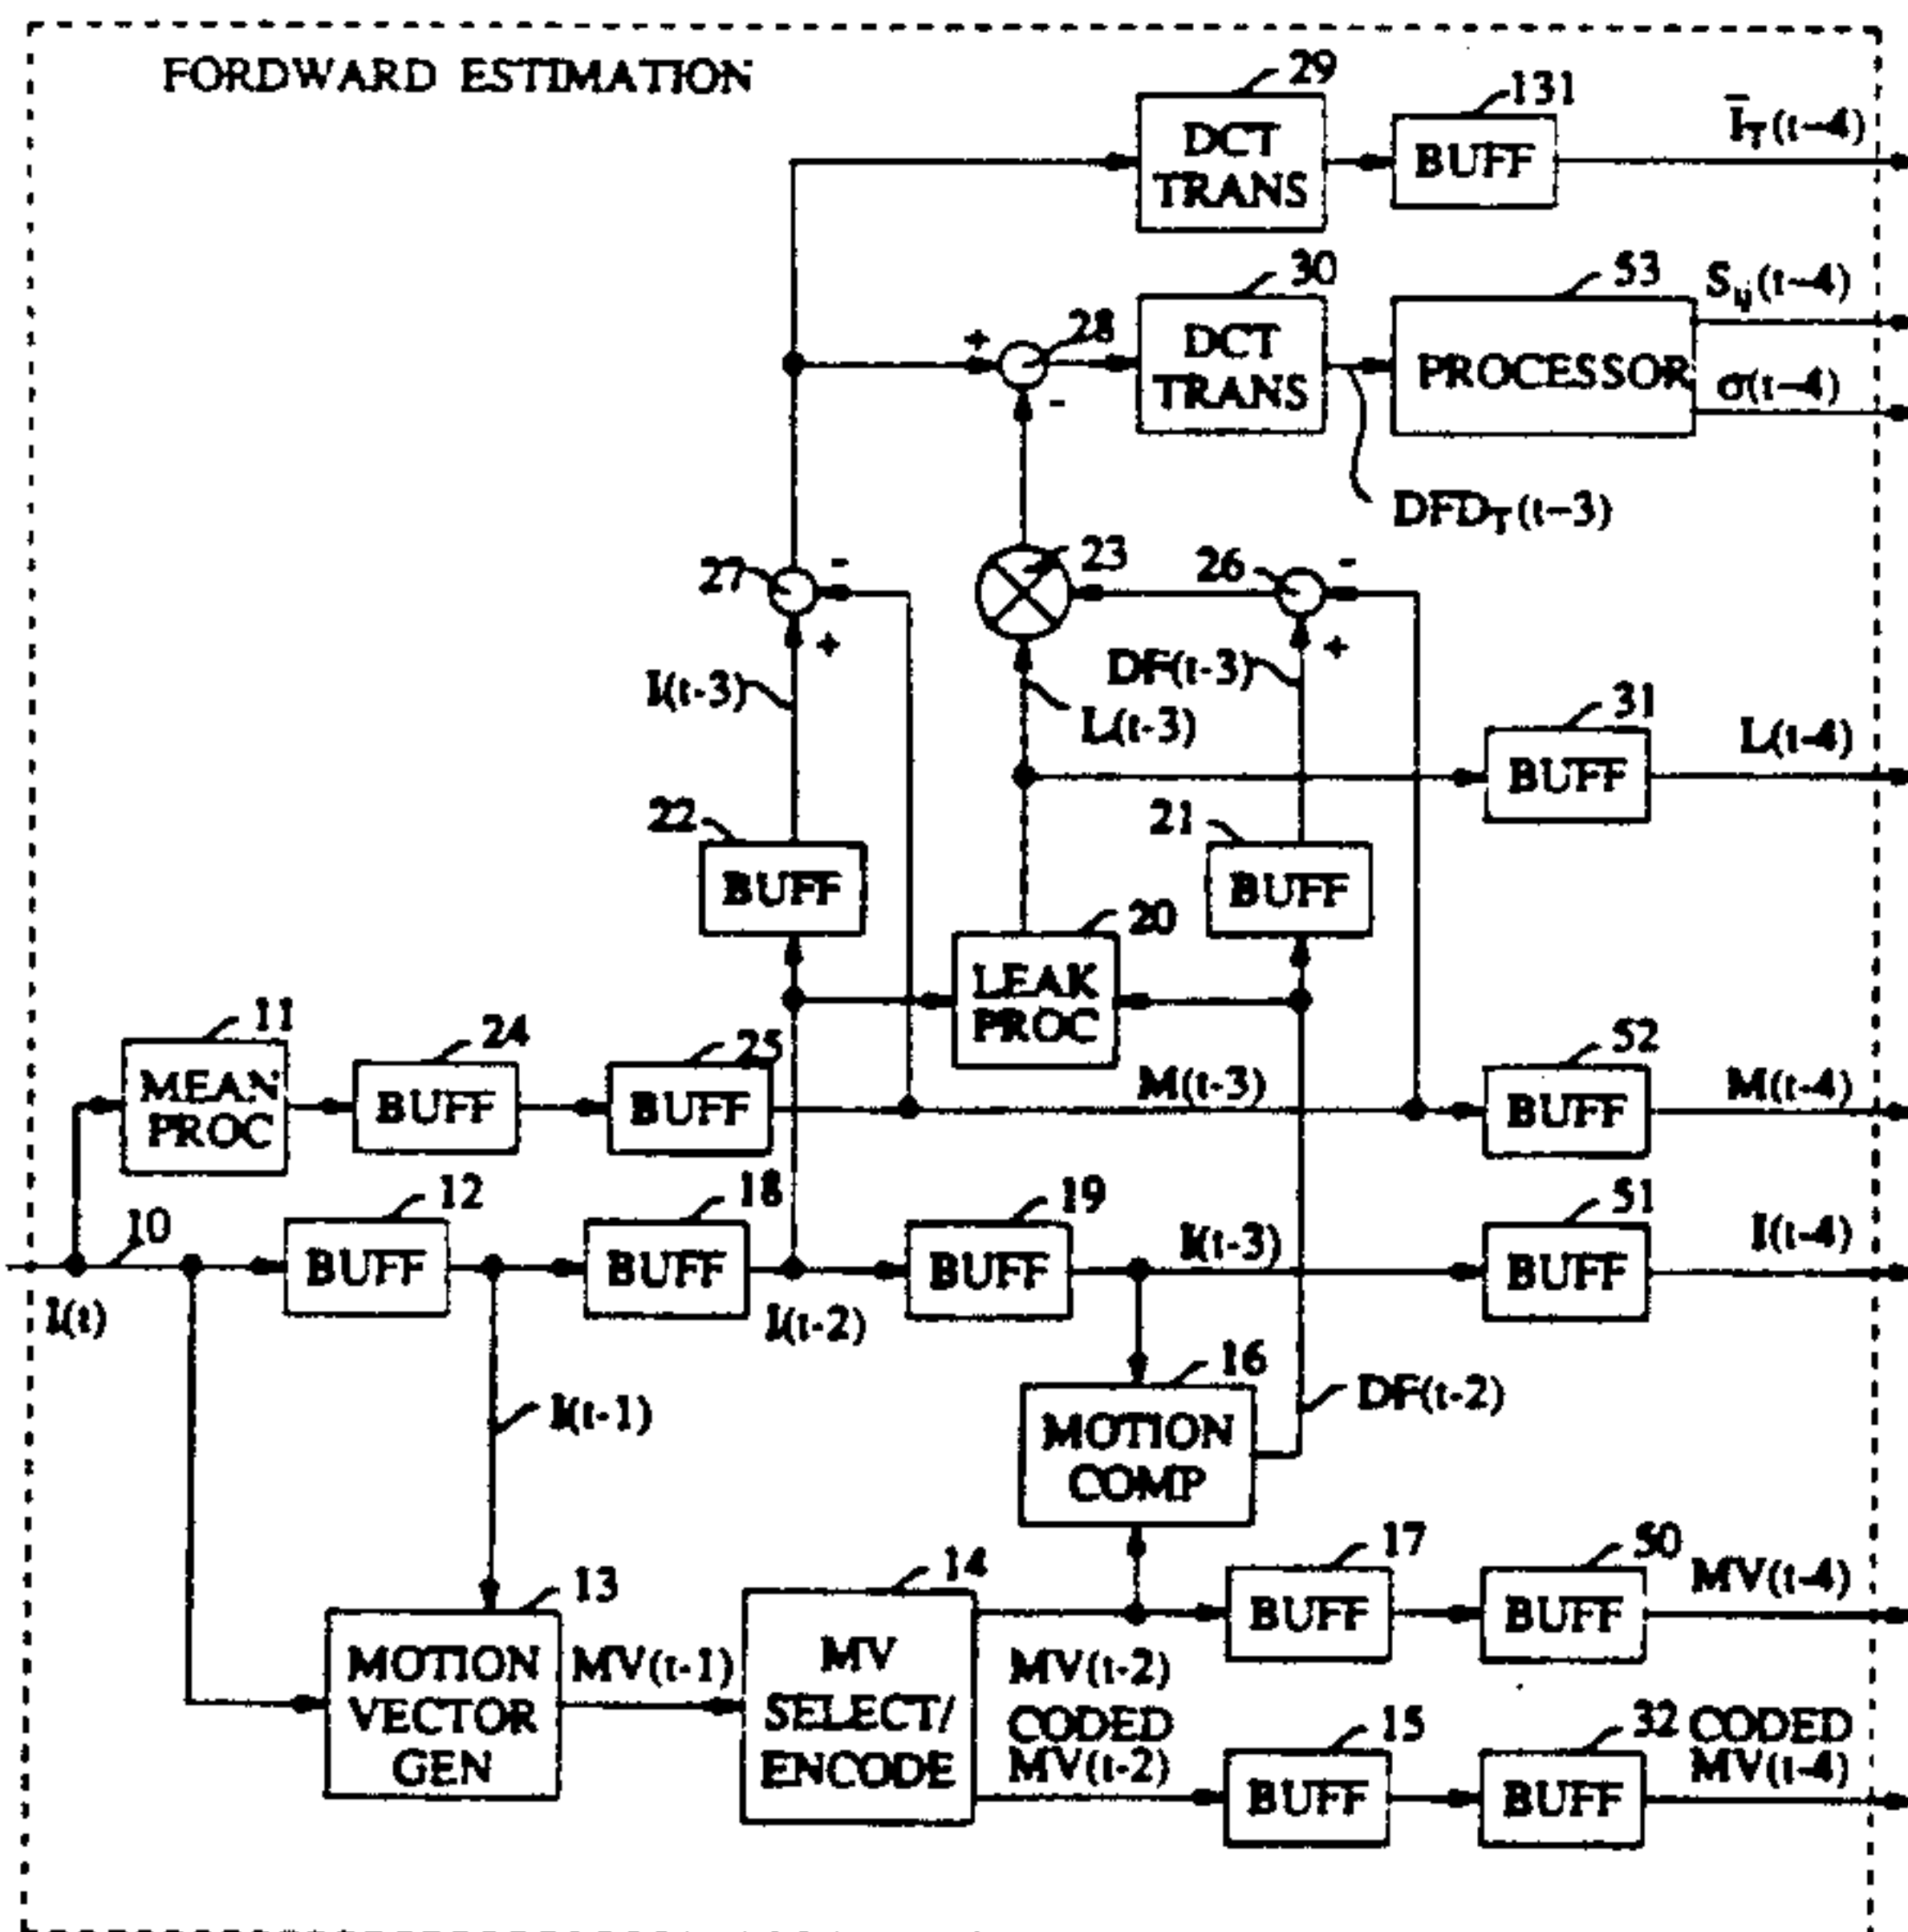 FORDWARD ESTIMATION
29
131
DCT
TRANS
BUFF
I̅T(t-4)
30
53
28
+
-
DCT
TRANS
PROCESSOR
(t-4)
σ(t-4)
DFDT(t-3)
27
-
+
23
26
-
+
I(t-3)
L(t-3)
DF(t-3)
31
BUFF
L(t-4)
22
BUFF
21
BUFF
20
LEAK
PROC
11
MEAN
PROC
24
BUFF
25
BUFF
M(t-3)
52
BUFF
M(t-4)
10
I(t)
12
BUFF
18
BUFF
I(t-2)
19
BUFF
I(t-3)
51
BUFF
I(t-4)
I(t-1)
16
MOTION
COMP
DF(t-2)
13
MOTION
VECTOR
GEN
MV(t-1)
14
MV
SELECT/
ENCODE
MV(t-2)
CODED
MV(t-2)
17
BUFF
50
BUFF
MV(t-4)
15
BUFF
32
BUFF
CODED
MV(t-4)